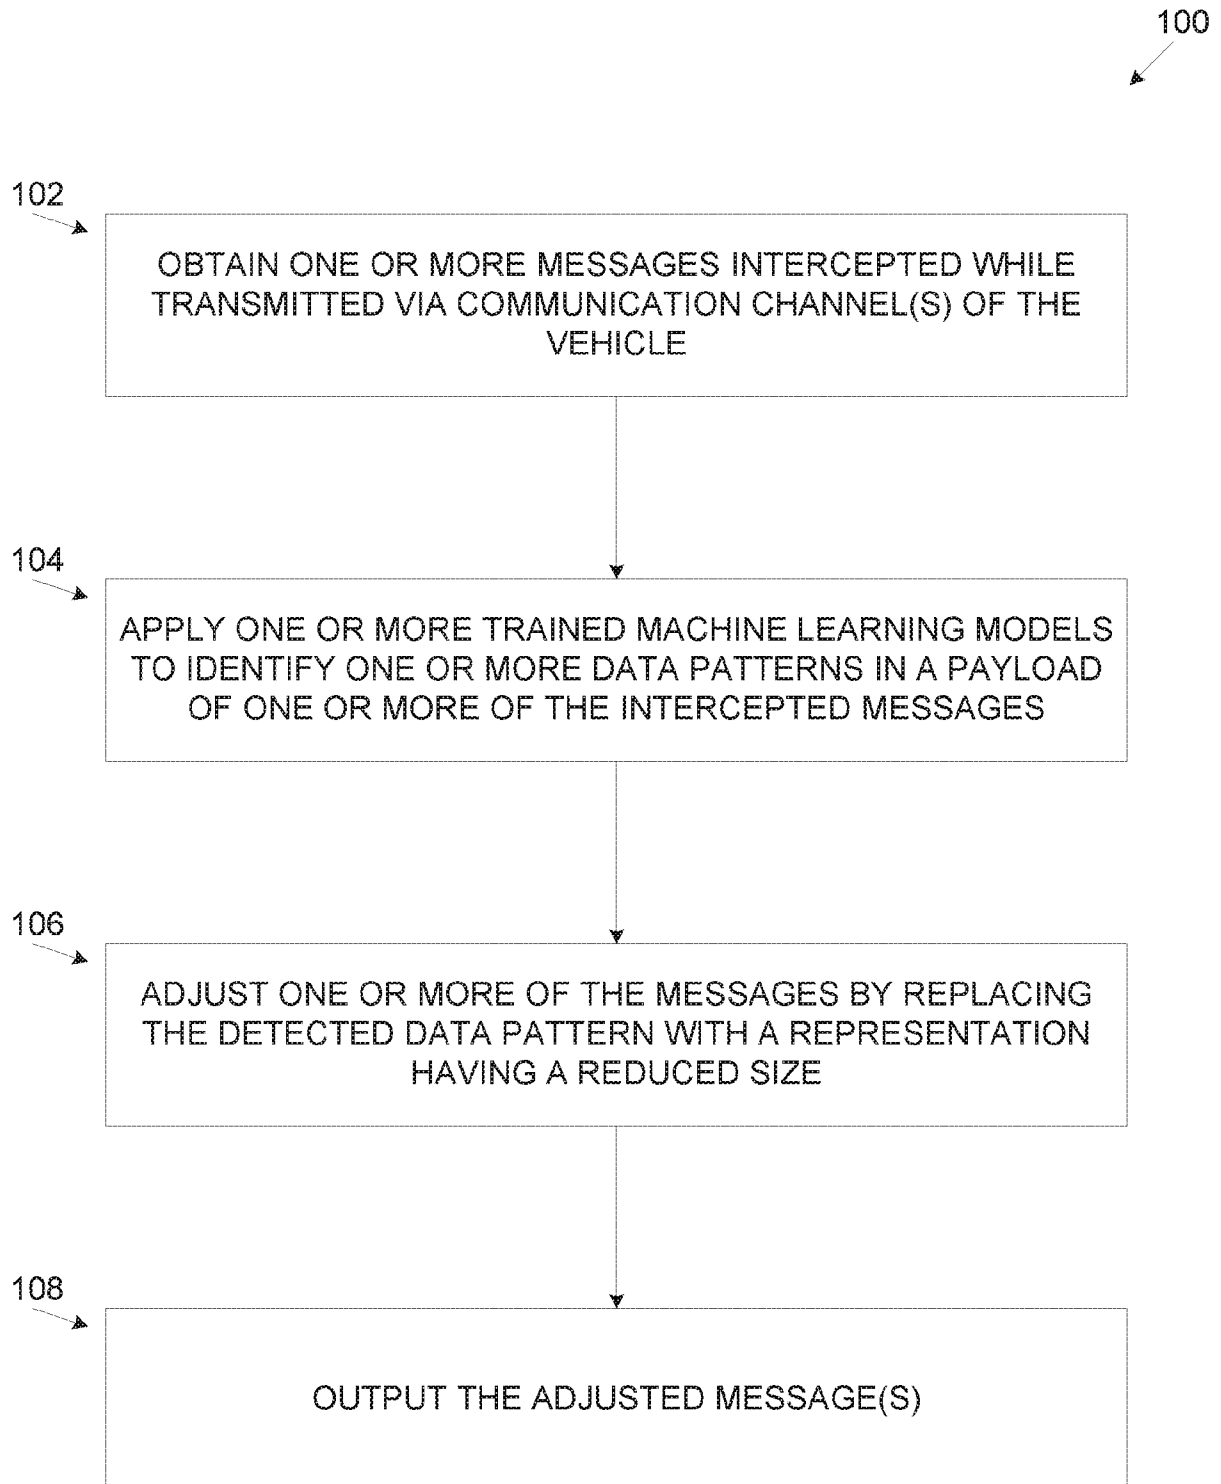 100
102
OBTAIN ONE OR MORE MESSAGES INTERCEPTED WHILE
TRANSMITTED VIA COMMUNICATION CHANNEL(S) OF THE
VEHICLE
104
APPLY ONE OR MORE TRAINED MACHINE LEARNING MODELS
TO IDENTIFY ONE OR MORE DATA PATTERNS IN A PAYLOAD
OF ONE OR MORE OF THE INTERCEPTED MESSAGES
106
ADJUST ONE OR MORE OF THE MESSAGES BY REPLACING
THE DETECTED DATA PATTERN WITH A REPRESENTATION
HAVING A REDUCED SIZE
108
OUTPUT THE ADJUSTED MESSAGE(S)